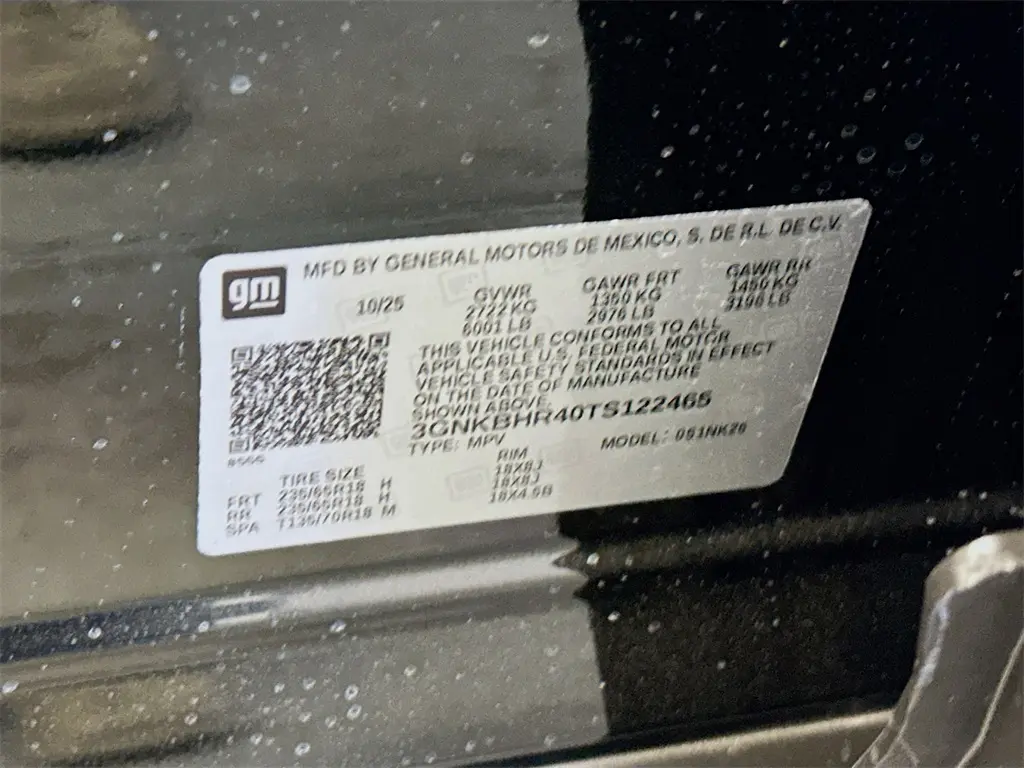 gm
MFD BY GENERAL MOTORS DE MEXICO, S. DE R.L. DE C.V.
10/25 GVWR GAWR FRT GAWR RR
2722 KG 1350 KG 1450 KG
6001 LB 2976 LB 3196 LB
THIS VEHICLE CONFORMS TO ALL
APPLICABLE U.S. FEDERAL MOTOR
VEHICLE SAFETY STANDARDS IN EFFECT
ON THE DATE OF MANUFACTURE
SHOWN ABOVE.
3GNKBHR40TS122465
TYPE: MPV MODEL: 051NK26
TIRE SIZE RIM
FRT 235/65R18 H 18X8J
RR 235/65R18 H 18X8J
SPA T135/70R18 M 18X4.5B